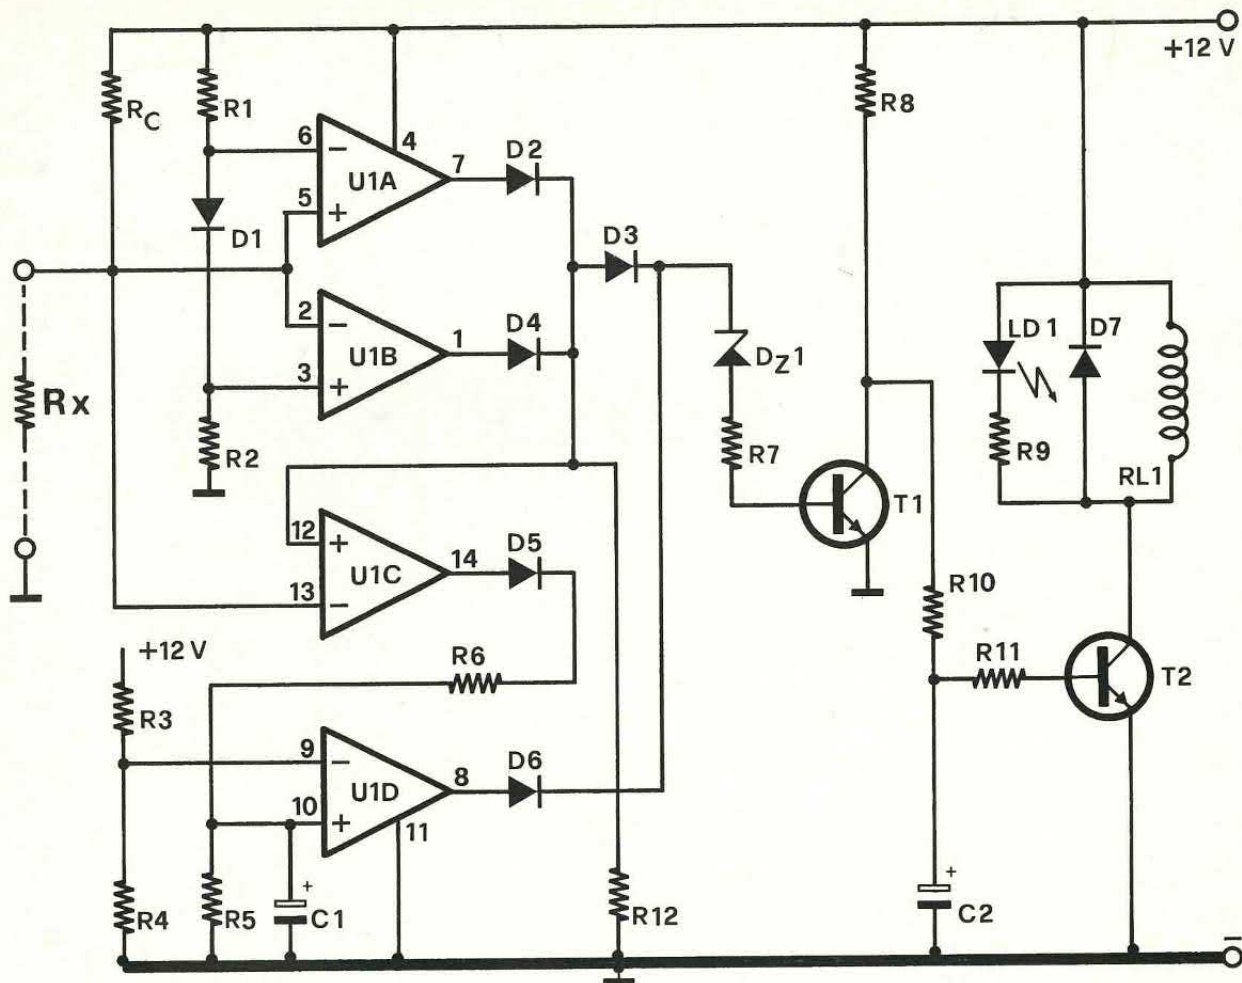 +12 V
R C
R1
R8
4
6
−
7
D2
U1A
5
+
D1
D3
2
−
1
D4
U1B
3
+
LD 1
D7
DZ1
Rx
R2
R7
R9
RL1
T1
12
+
14
D5
U1C
13
−
R10
+12 V
R6
R11
T2
R3
9
−
8
D6
U1D
10
+
11
R4
R5
+
C1
R12
+
C2
−